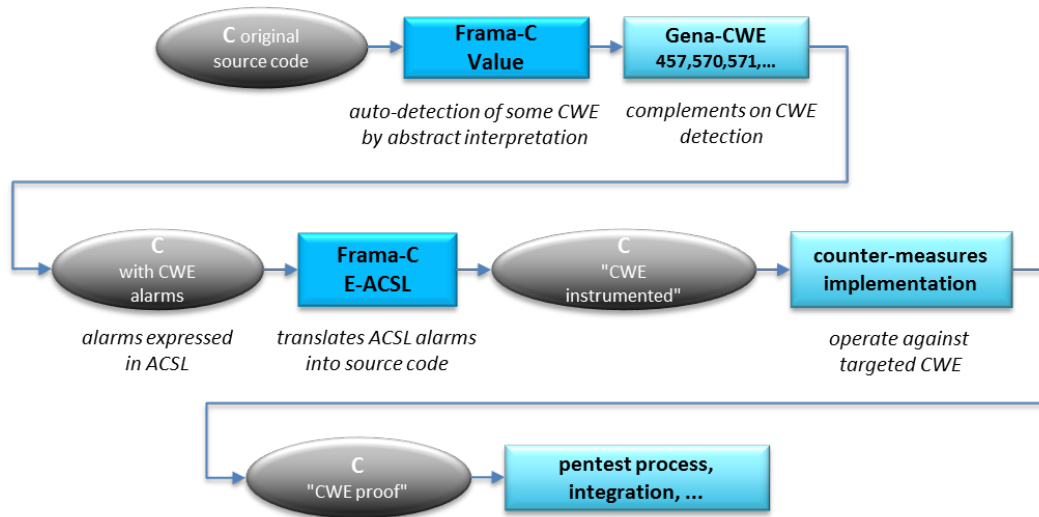 C original
source code
Frama-C
Value
Gena-CWE
457,570,571,...
auto-detection of some CWE
by abstract interpretation
complements on CWE
detection
C
with CWE
alarms
Frama-C
E-ACSL
C
"CWE
instrumented"
counter-measures
implementation
alarms expressed
in ACSL
translates ACSL alarms
into source code
operate against
targeted CWE
C
"CWE proof"
pentest process,
integration, ...